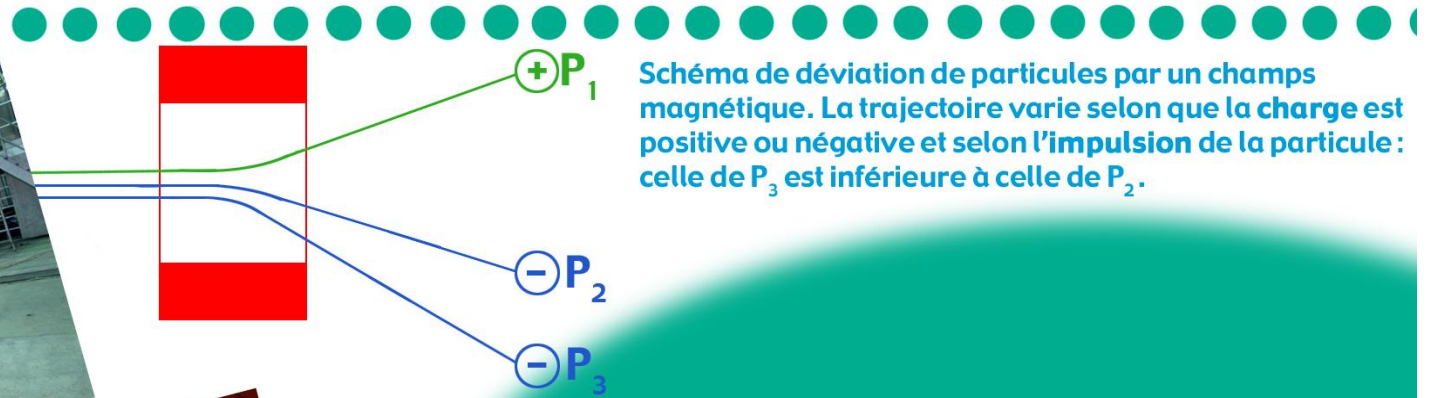 + P1
Schéma de déviation de particules par un champs
magnétique. La trajectoire varie selon que la charge est
positive ou négative et selon l'impulsion de la particule :
celle de P3 est inférieure à celle de P2.
− P2
− P3